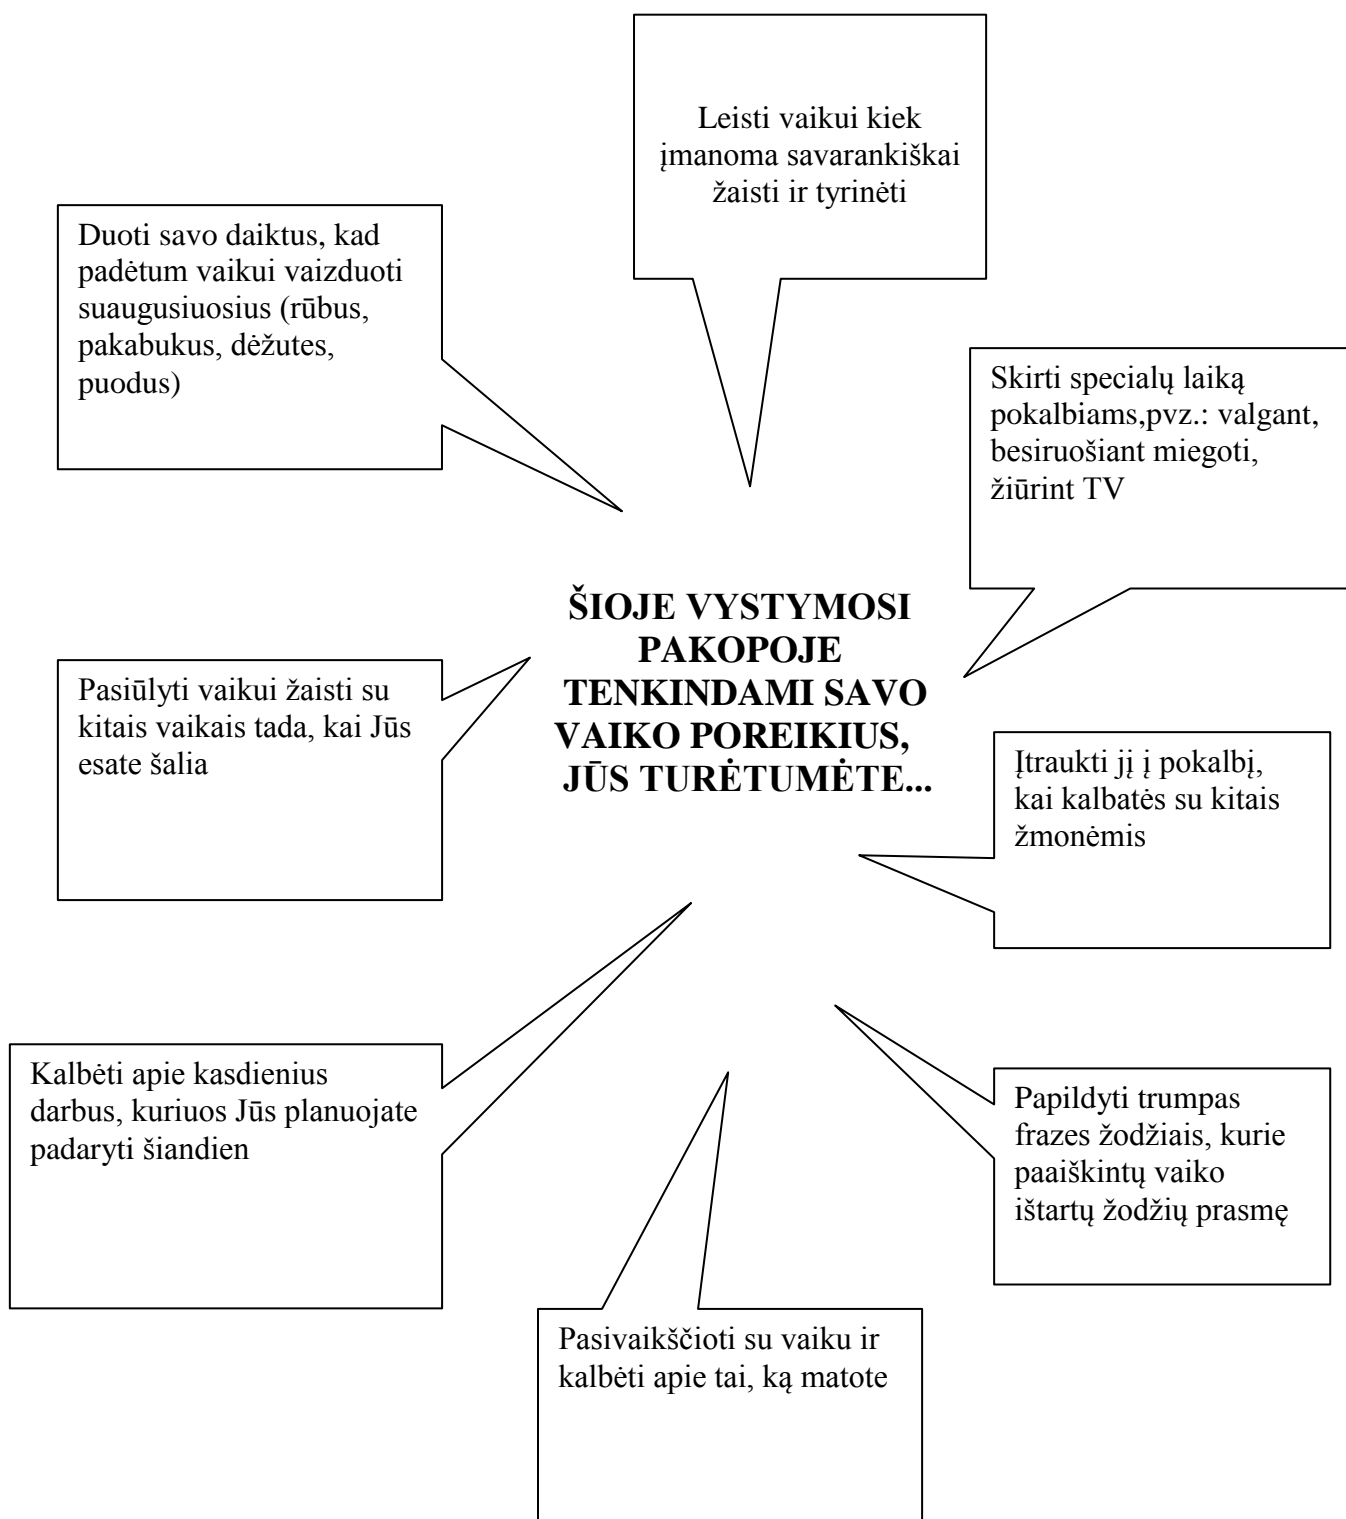 Leisti vaikui kiek
įmanoma savarankiškai
žaisti ir tyrinėti
Duoti savo daiktus, kad
padėtum vaikui vaizduoti
suaugusiuosius (rūbus,
pakabukus, dėžutes,
puodus)
Skirti specialų laiką
pokalbiams,pvz.: valgant,
besiruošiant miegoti,
žiūrint TV
ŠIOJE VYSTYMOSI
PAKOPOJE
TENKINDAMI SAVO
VAIKO POREIKIUS,
JŪS TURĖTUMĖTE...
Pasiūlyti vaikui žaisti su
kitais vaikais tada, kai Jūs
esate šalia
Įtraukti jį į pokalbį,
kai kalbatės su kitais
žmonėmis
Kalbėti apie kasdienius
darbus, kuriuos Jūs planuojate
padaryti šiandien
Papildyti trumpas
frazes žodžiais, kurie
paaiškintų vaiko
ištartų žodžių prasmę
Pasivaikščioti su vaiku ir
kalbėti apie tai, ką matote